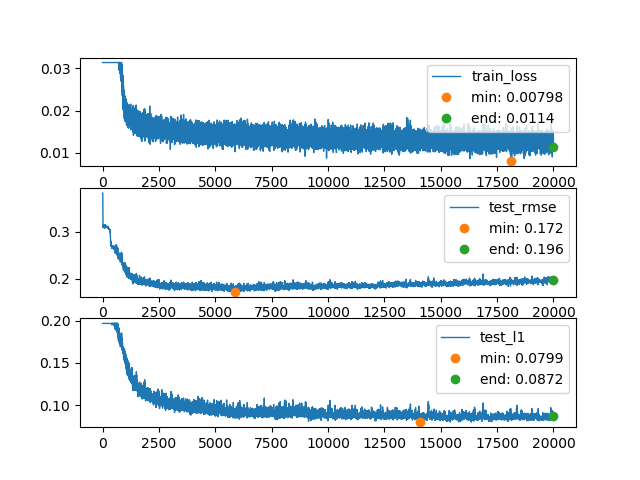 0.03
0.02
0.01
train_loss
min: 0.00798
end: 0.0114
0 2500 5000 7500 10000 12500 15000 17500 20000
0.3
0.2
test_rmse
min: 0.172
end: 0.196
0 2500 5000 7500 10000 12500 15000 17500 20000
0.20
0.15
0.10
test_l1
min: 0.0799
end: 0.0872
0 2500 5000 7500 10000 12500 15000 17500 20000